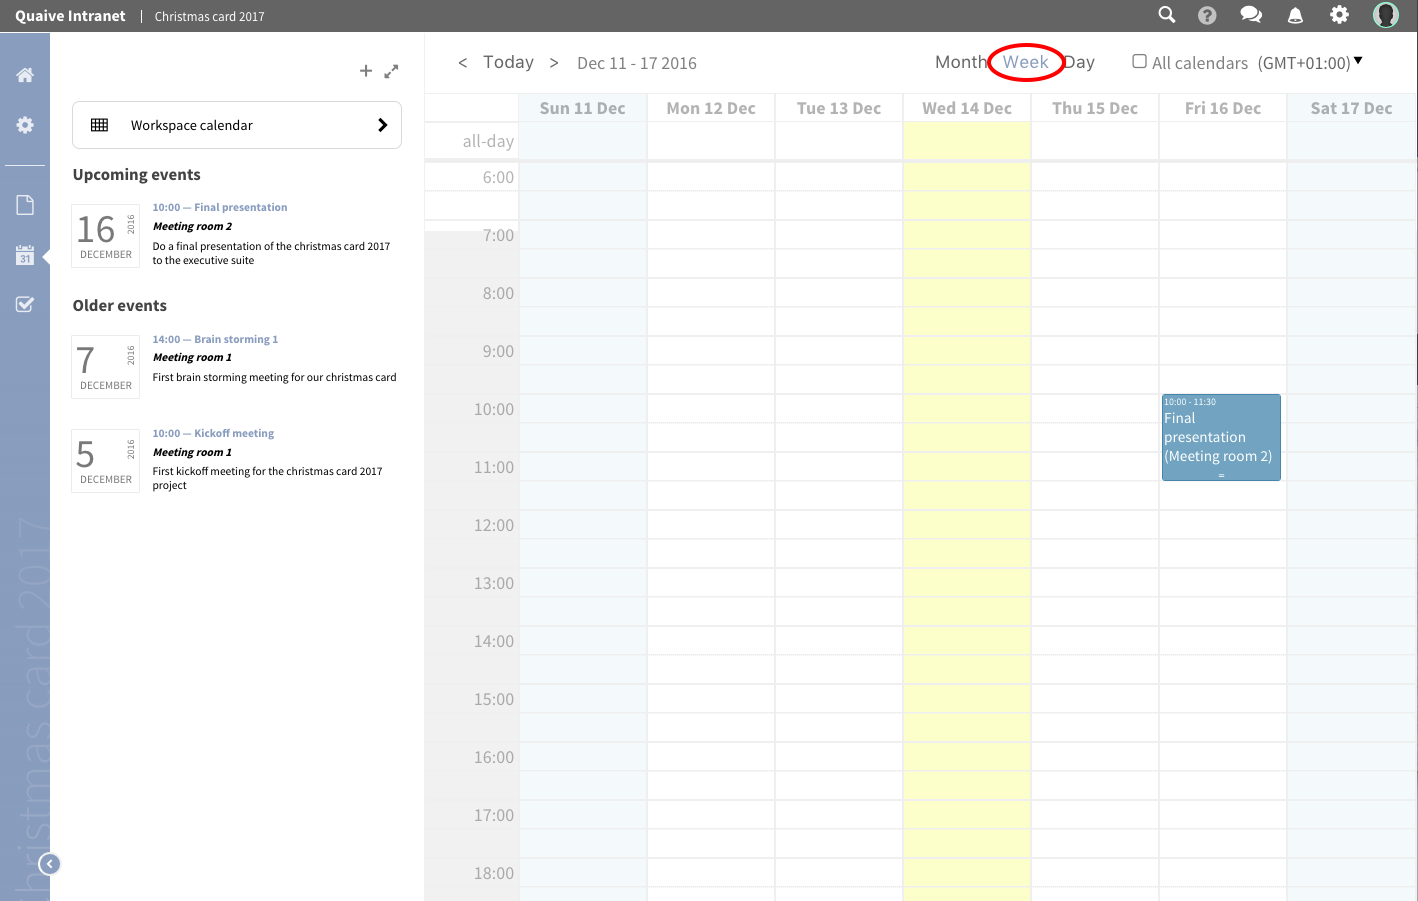 Quaive Intranet | Christmas card 2017
?
< Today > Dec 11 - 17 2016 Month Week Day All calendars (GMT+01:00)
+
Workspace calendar
Upcoming events
16 2016
DECEMBER
10:00 — Final presentation
Meeting room 2
Do a final presentation of the christmas card 2017
to the executive suite
Older events
7 2016
DECEMBER
14:00 — Brain storming 1
Meeting room 1
First brain storming meeting for our christmas card
5 2016
DECEMBER
10:00 — Kickoff meeting
Meeting room 1
First kickoff meeting for the christmas card 2017
project
31
Christmas card 2017
Sun 11 Dec Mon 12 Dec Tue 13 Dec Wed 14 Dec Thu 15 Dec Fri 16 Dec Sat 17 Dec
all-day
6:00
7:00
8:00
9:00
10:00
11:00
12:00
13:00
14:00
15:00
16:00
17:00
18:00
10:00 - 11:30
Final
presentation
(Meeting room 2)
=